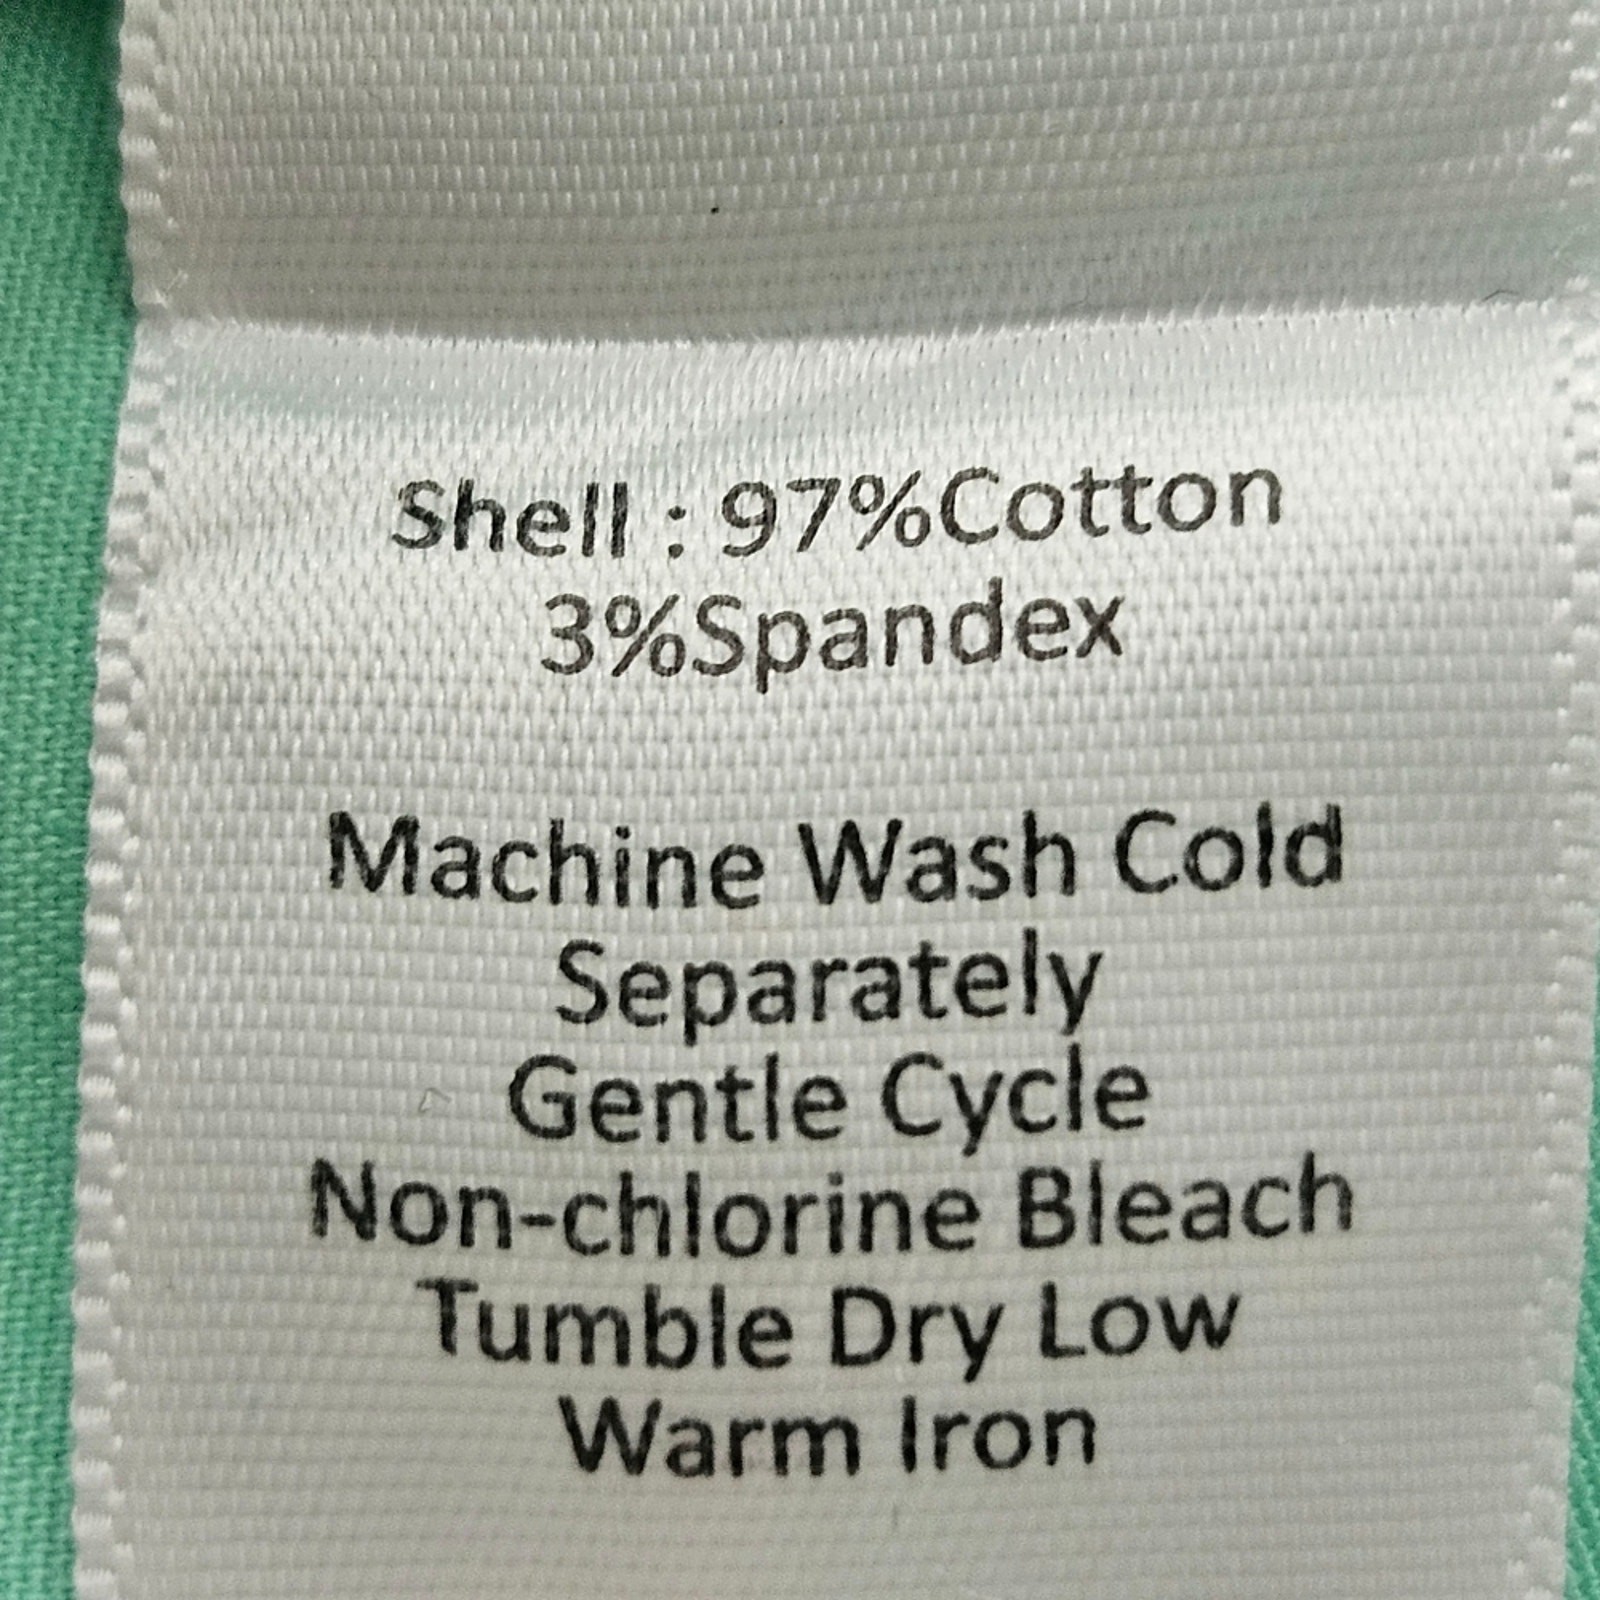 Shell : 97%Cotton
3%Spandex
Machine Wash Cold
Separately
Gentle Cycle
Non-chlorine Bleach
Tumble Dry Low
Warm Iron